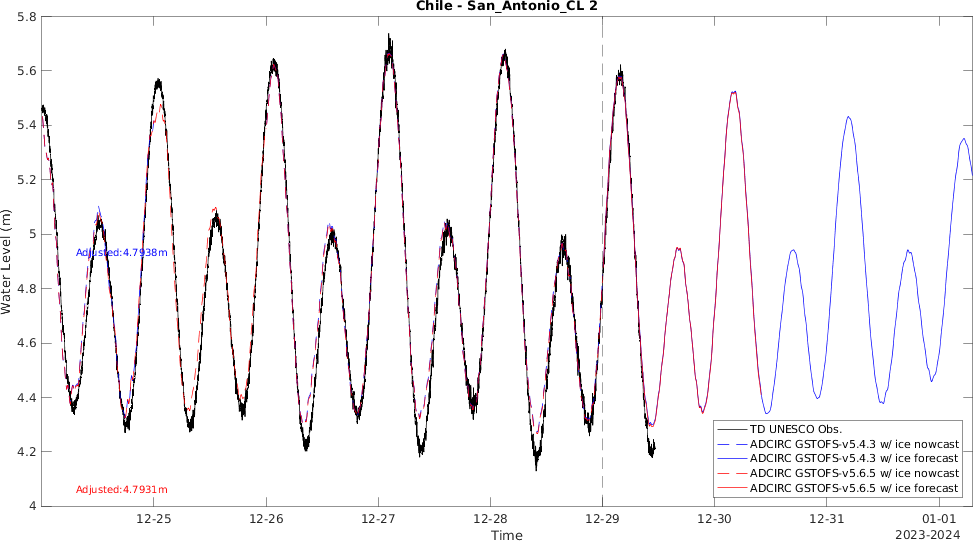 Chile - San_Antonio_CL 2
5.8
5.6
5.4
5.2
5
4.8
4.6
4.4
4.2
4
Water Level (m)
Adjusted:4.7938m
Adjusted:4.7931m
TD UNESCO Obs.
ADCIRC GSTOFS-v5.4.3 w/ ice nowcast
ADCIRC GSTOFS-v5.4.3 w/ ice forecast
ADCIRC GSTOFS-v5.6.5 w/ ice nowcast
ADCIRC GSTOFS-v5.6.5 w/ ice forecast
12-25 12-26 12-27 12-28 12-29 12-30 12-31 01-01
Time
2023-2024